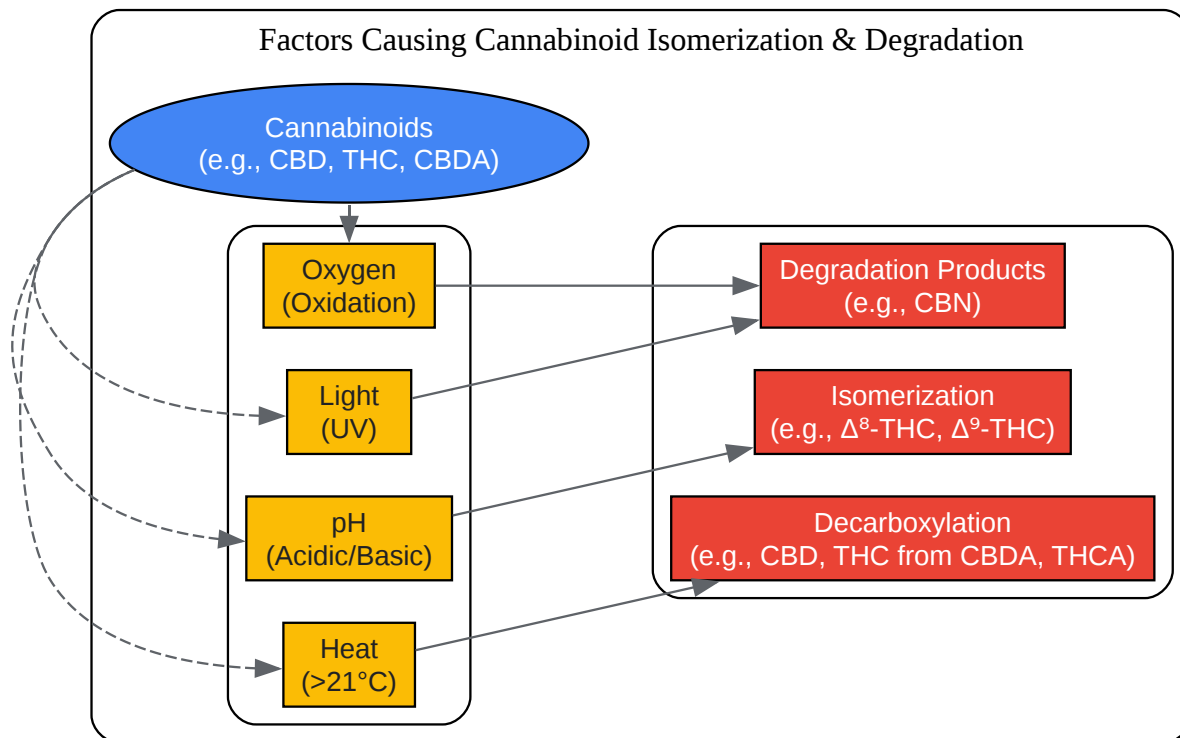 Factors Causing Cannabinoid Isomerization & Degradation
Cannabinoids
(e.g., CBD, THC, CBDA)
Oxygen
(Oxidation)
Degradation Products
(e.g., CBN)
Light
(UV)
Isomerization
(e.g., Δ⁸-THC, Δ⁹-THC)
pH
(Acidic/Basic)
Decarboxylation
(e.g., CBD, THC from CBDA, THCA)
Heat
(>21°C)